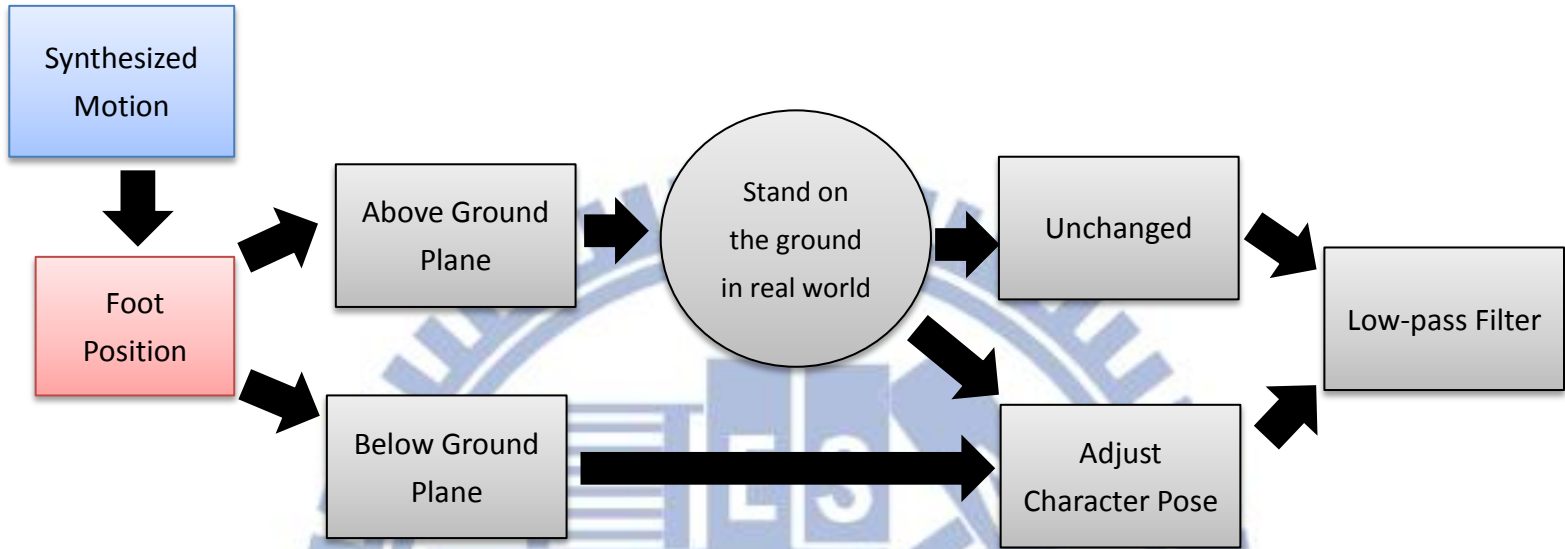 Synthesized
Motion
Foot
Position
Above Ground
Plane
Below Ground
Plane
Stand on
the ground
in real world
Unchanged
Adjust
Character Pose
Low-pass Filter
E S